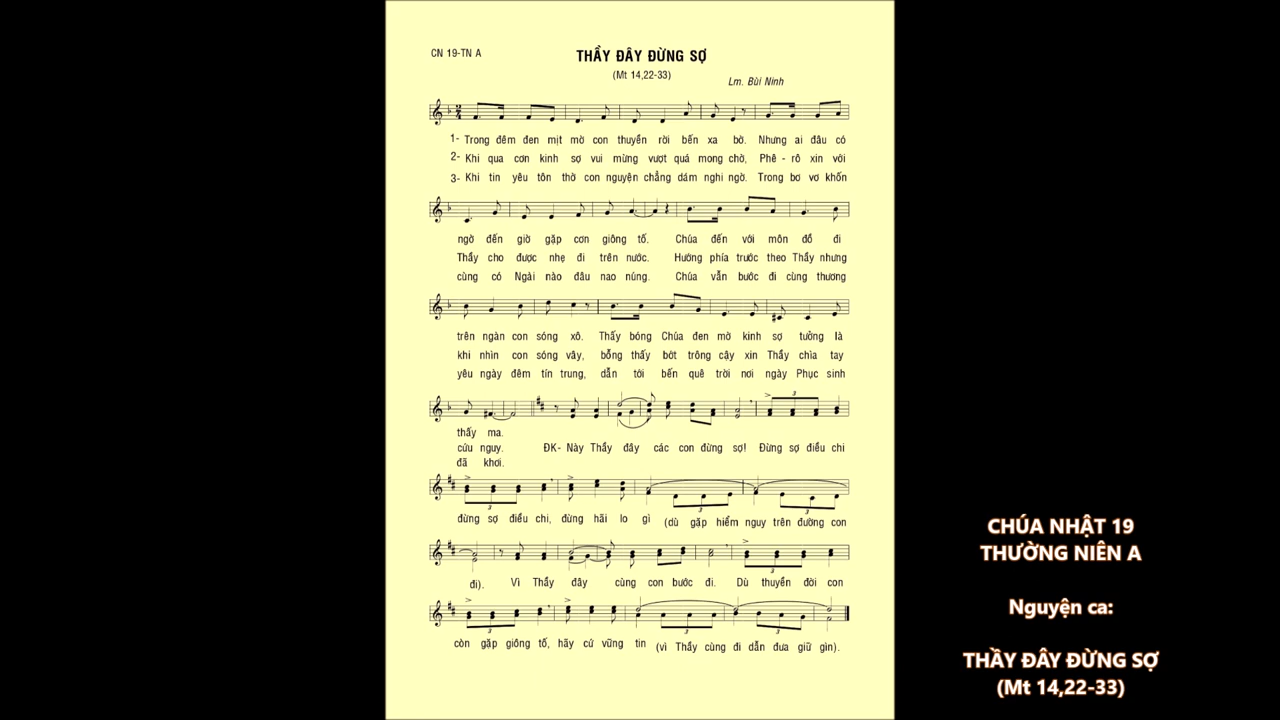 CN 19-TN A
THẦY ĐÂY ĐỪNG SỢ
(Mt 14,22-33)
Lm. Bùi Ninh
1- Trong đêm đen mịt mờ con thuyền rời bến xa bờ. Nhưng ai đâu có
2- Khi qua cơn kinh sợ vui mừng vượt quá mong chờ, Phê - rô xin với
3- Khi tin yêu tôn thờ con nguyện chẳng dám nghi ngờ. Trong bơ vơ khốn
ngờ đến giờ gặp cơn giông tố. Chúa đến với môn đồ đi
Thầy cho được nhẹ đi trên nước. Hướng phía trước theo Thầy nhưng
cùng có Ngài nào đâu nao núng. Chúa vẫn bước đi cùng thương
trên ngàn con sóng xô. Thấy bóng Chúa đen mờ kinh sợ tưởng là
khi nhìn con sóng vây, bỗng thấy bớt trông cậy xin Thầy chìa tay
yêu ngày đêm tín trung, dẫn tới bến quê trời nơi ngày Phục sinh
thấy ma.
cứu nguy. ĐK- Này Thầy đây các con đừng sợ! Đừng sợ điều chi
đã khơi.
3
đừng sợ điều chi, đừng hãi lo gì (dù gặp hiểm nguy trên đường con
3 3 3
đi). Vì Thầy đây cùng con bước đi. Dù thuyền đời con
3
còn gặp giông tố, hãy cứ vững tin (vì Thầy cùng đi dẫn đưa giữ gìn).
3 3 3
CHÚA NHẬT 19
THƯỜNG NIÊN A
Nguyện ca:
THẦY ĐÂY ĐỪNG SỢ
(Mt 14,22-33)